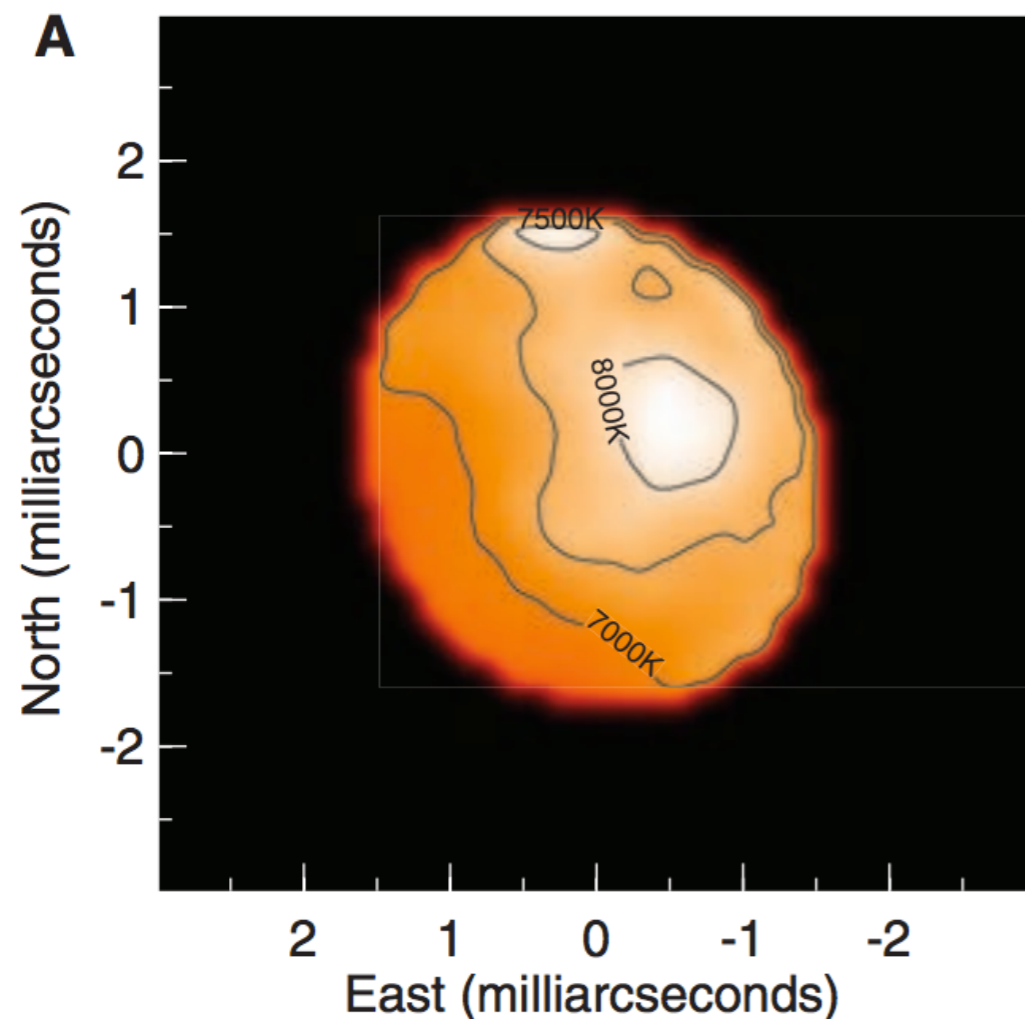 A
7500K
8000K
7000K
2
1
0
-1
-2
North (milliarcseconds)
2 1 0 -1 -2
East (milliarcseconds)